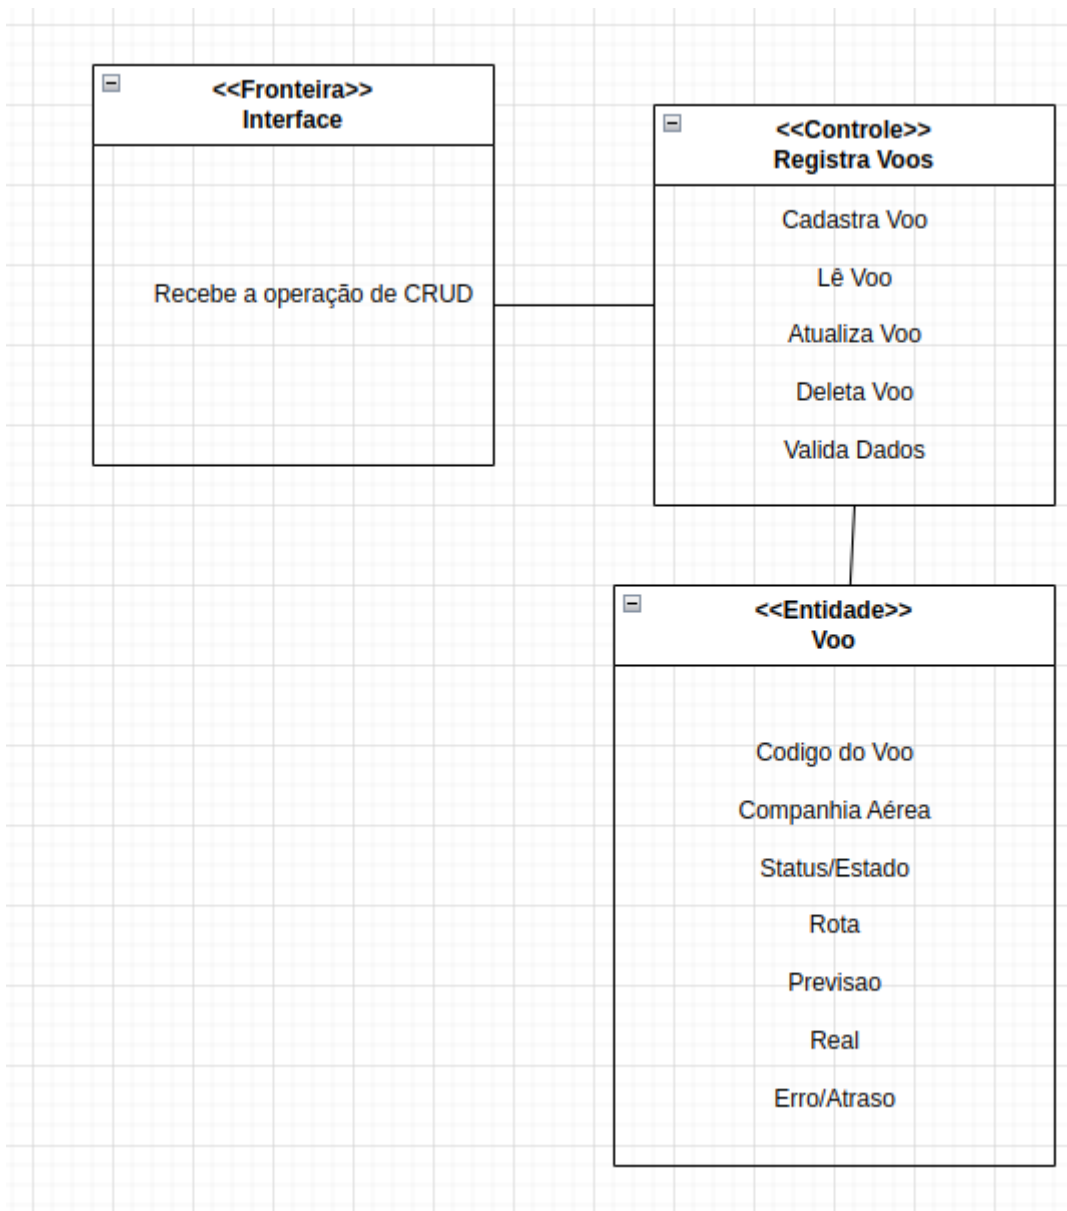 <<Fronteira>>
Interface
Recebe a operação de CRUD
<<Controle>>
Registra Voos
Cadastra Voo
Lê Voo
Atualiza Voo
Deleta Voo
Valida Dados
<<Entidade>>
Voo
Codigo do Voo
Companhia Aérea
Status/Estado
Rota
Previsao
Real
Erro/Atraso